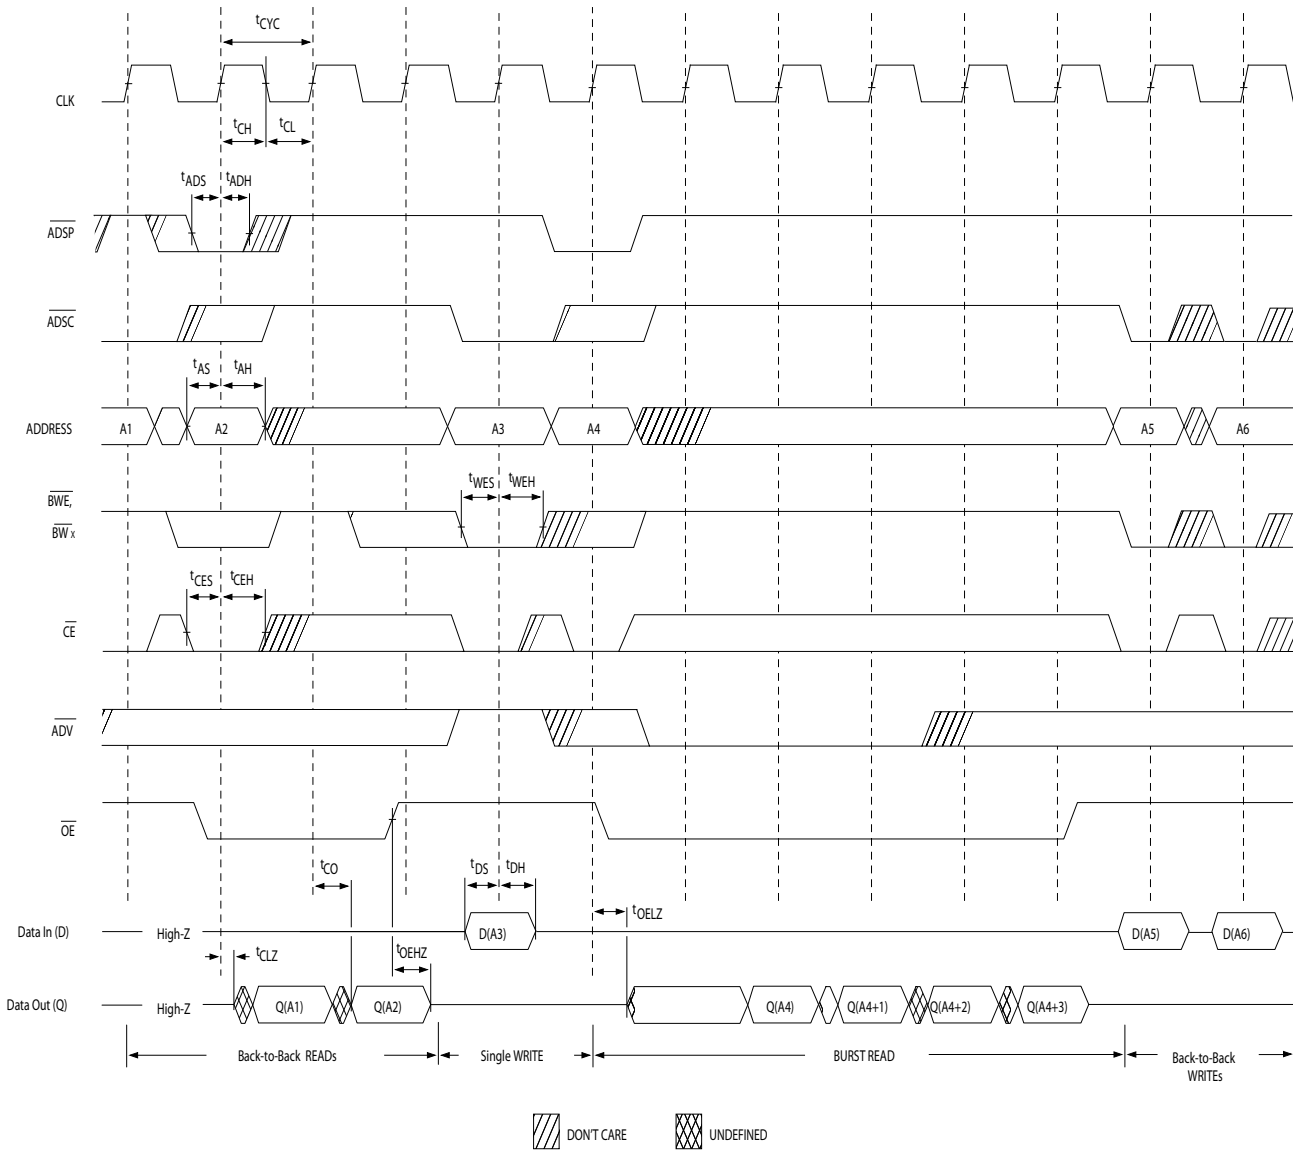 tCYC
CLK
tCH tCL
tADS tADH
ADSP
ADSC
tAS tAH
ADDRESS A1 A2 A3 A4 A5 A6
tWES tWEH
BWE,
BW x
tCES tCEH
CE
ADV
OE
tCO tDS tDH
tOELZ
Data In (D) High-Z D(A3) D(A5) D(A6)
tCLZ tOEHZ
Data Out (Q) High-Z Q(A1) Q(A2) Q(A4) Q(A4+1) Q(A4+2) Q(A4+3)
Back-to-Back READs Single WRITE BURST READ Back-to-Back
WRITEs
DON'T CARE UNDEFINED